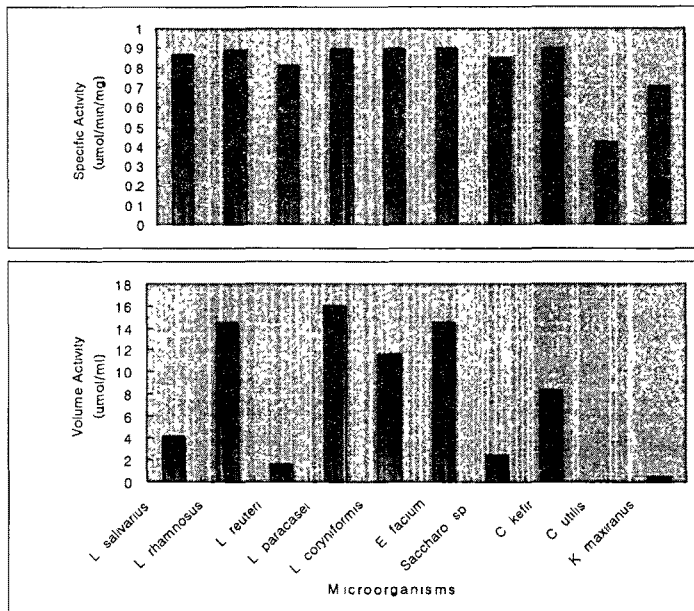 Specific Activity
(umol/min/mg)
1
0 9
0 8
0 7
0 6
0 5
0 4
0 3
0 2
0 1
0
Volume Activity
(umol/ml)
18
16
14
12
10
8
6
4
2
0
L salivarius
L rhamnosus
L reuteri
L paracasei
L coryniformis
E facium
Saccharo sp
C kefir
C utilis
K maxiranus
Microorganisms